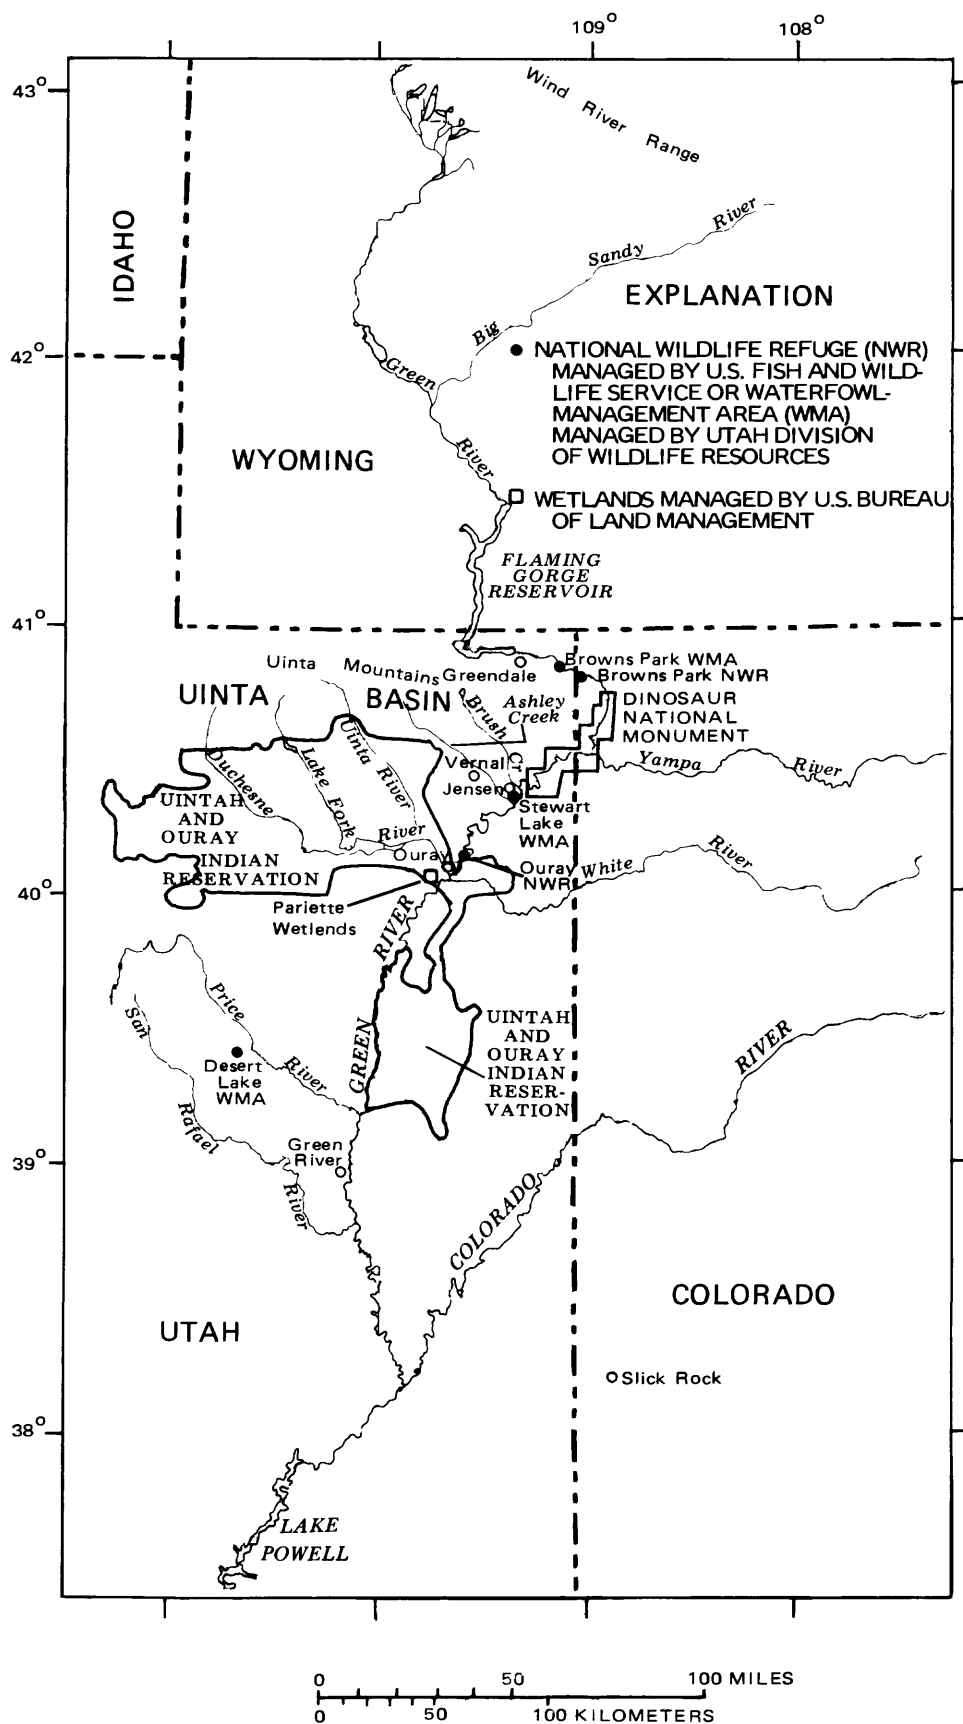 109° 108°
43°
Wind River Range
IDAHO
Big Sandy River
EXPLANATION
42°
NATIONAL WILDLIFE REFUGE (NWR)
MANAGED BY U.S. FISH AND WILD-
LIFE SERVICE OR WATERFOWL-
MANAGEMENT AREA (WMA)
MANAGED BY UTAH DIVISION
OF WILDLIFE RESOURCES
Green River
WYOMING
WETLANDS MANAGED BY U.S. BUREAU
OF LAND MANAGEMENT
FLAMING
GORGE
RESERVOIR
41°
Uinta Mountains
Greendale
Browns Park WMA
Browns Park NWR
UINTA BASIN
Ashley
Creek
Brush Cr
DINOSAUR
NATIONAL
MONUMENT
Vernal
Jensen
Yampa River
Stewart
Lake
WMA
Duchesne River
Lake Fork
Uinta River
UINTAH
AND
OURAY
INDIAN
RESERVATION
Ouray
Ouray
NWR
White River
40°
Pariette
Wetlends
GREEN RIVER
Price River
San Rafael River
Desert
Lake
WMA
UINTAH
AND
OURAY
INDIAN
RESER-
VATION
COLORADO RIVER
Green
River
39°
COLORADO
UTAH
Slick Rock
38°
LAKE
POWELL
0 50 100 MILES
0 50 100 KILOMETERS